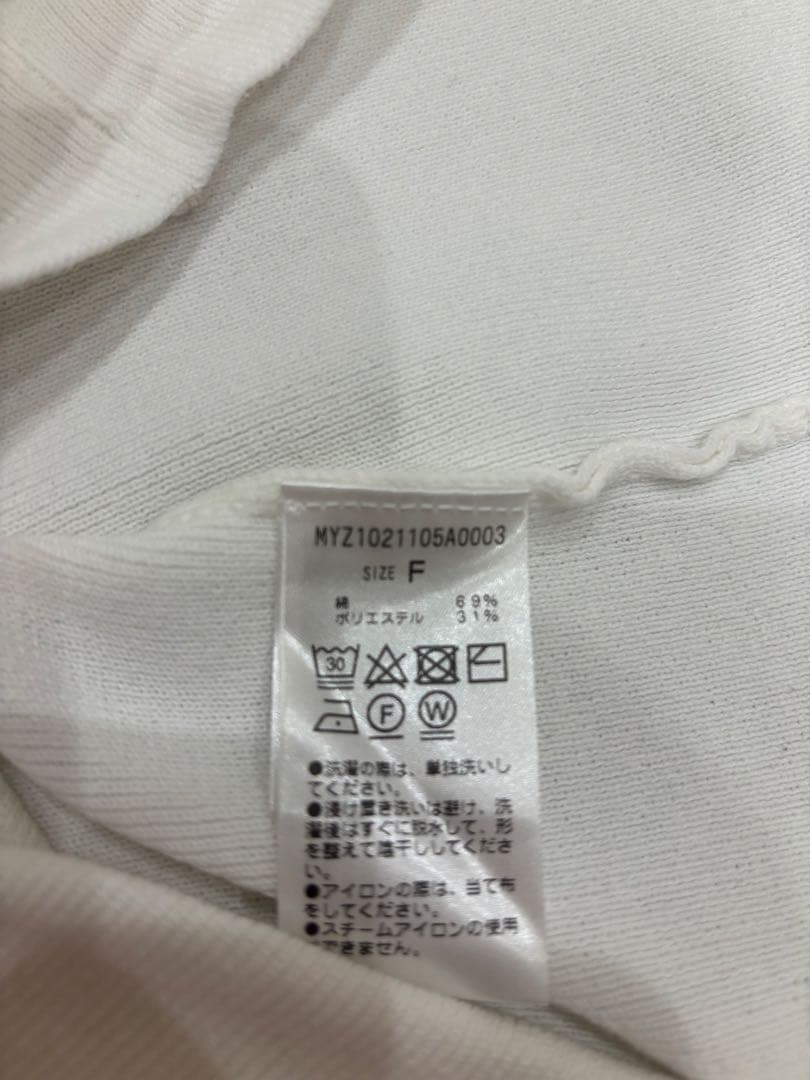 MYZ1021105A0003
SIZE F
綿 69%
ポリエステル 31%
30
F W
●洗濯の際は、単独洗いし
てください。
●浸け置き洗いは避け、洗
濯後はすぐに脱水して、形
を整えて陰干ししてくださ
い。
●アイロンの際は、当て布
をしてください。
●スチームアイロンの使用
はできません。